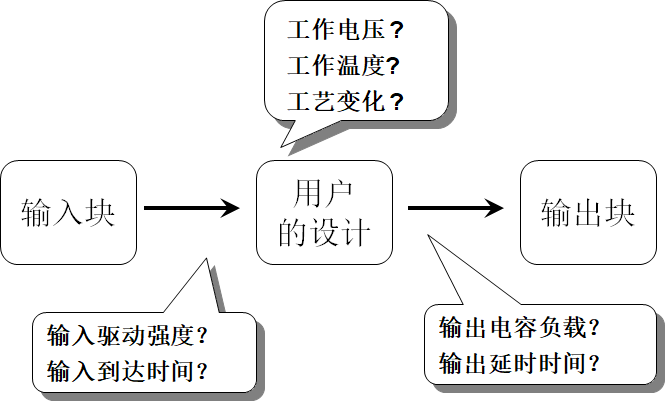 工作电压？
工作温度?
工艺变化？
输入块
用户
的设计
输出块
输入驱动强度？
输入到达时间？
输出电容负载？
输出延时时间？